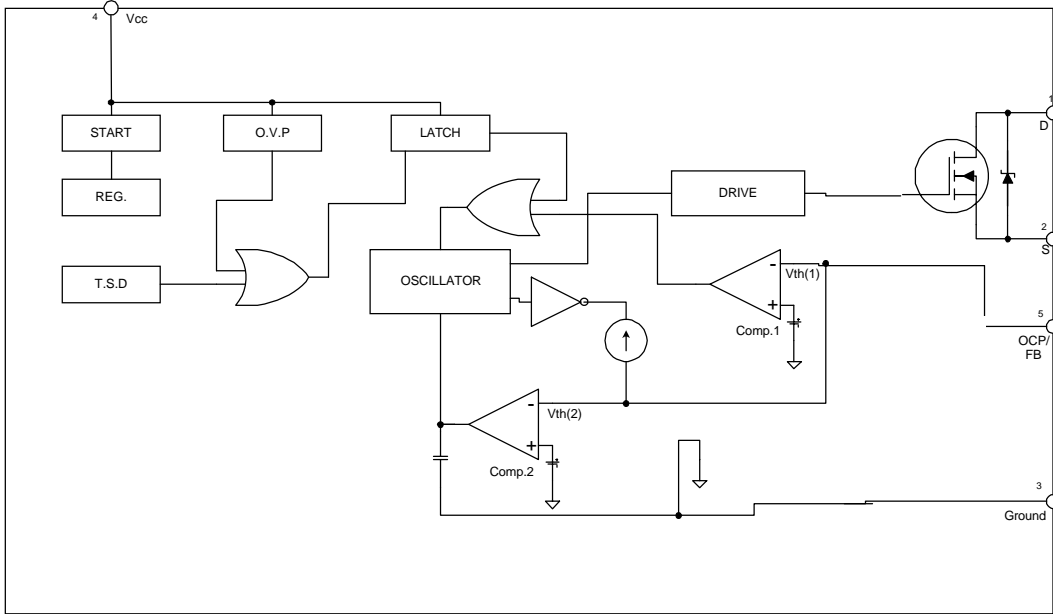 4
Vcc
START
O.V.P
LATCH
1
D
REG.
DRIVE
2
S
T.S.D
OSCILLATOR
-
Vth(1)
+
Comp.1
5
OCP/
FB
-
Vth(2)
+
Comp.2
3
Ground